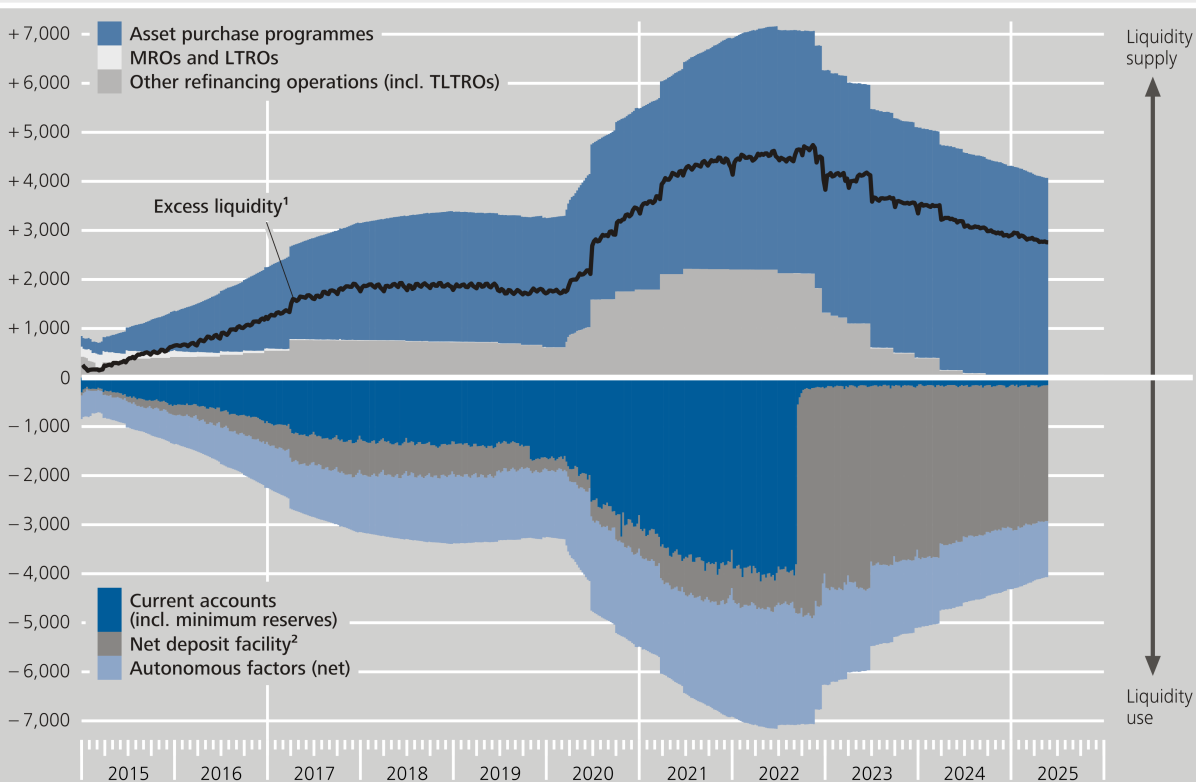 +7,000
+6,000
+5,000
+4,000
+3,000
+2,000
+1,000
0
−1,000
−2,000
−3,000
−4,000
−5,000
−6,000
−7,000
Asset purchase programmes
MROs and LTROs
Other refinancing operations (incl. TLTROs)
Liquidity
supply
Excess liquidity¹
Current accounts
(incl. minimum reserves)
Net deposit facility²
Autonomous factors (net)
Liquidity
use
2015 2016 2017 2018 2019 2020 2021 2022 2023 2024 2025